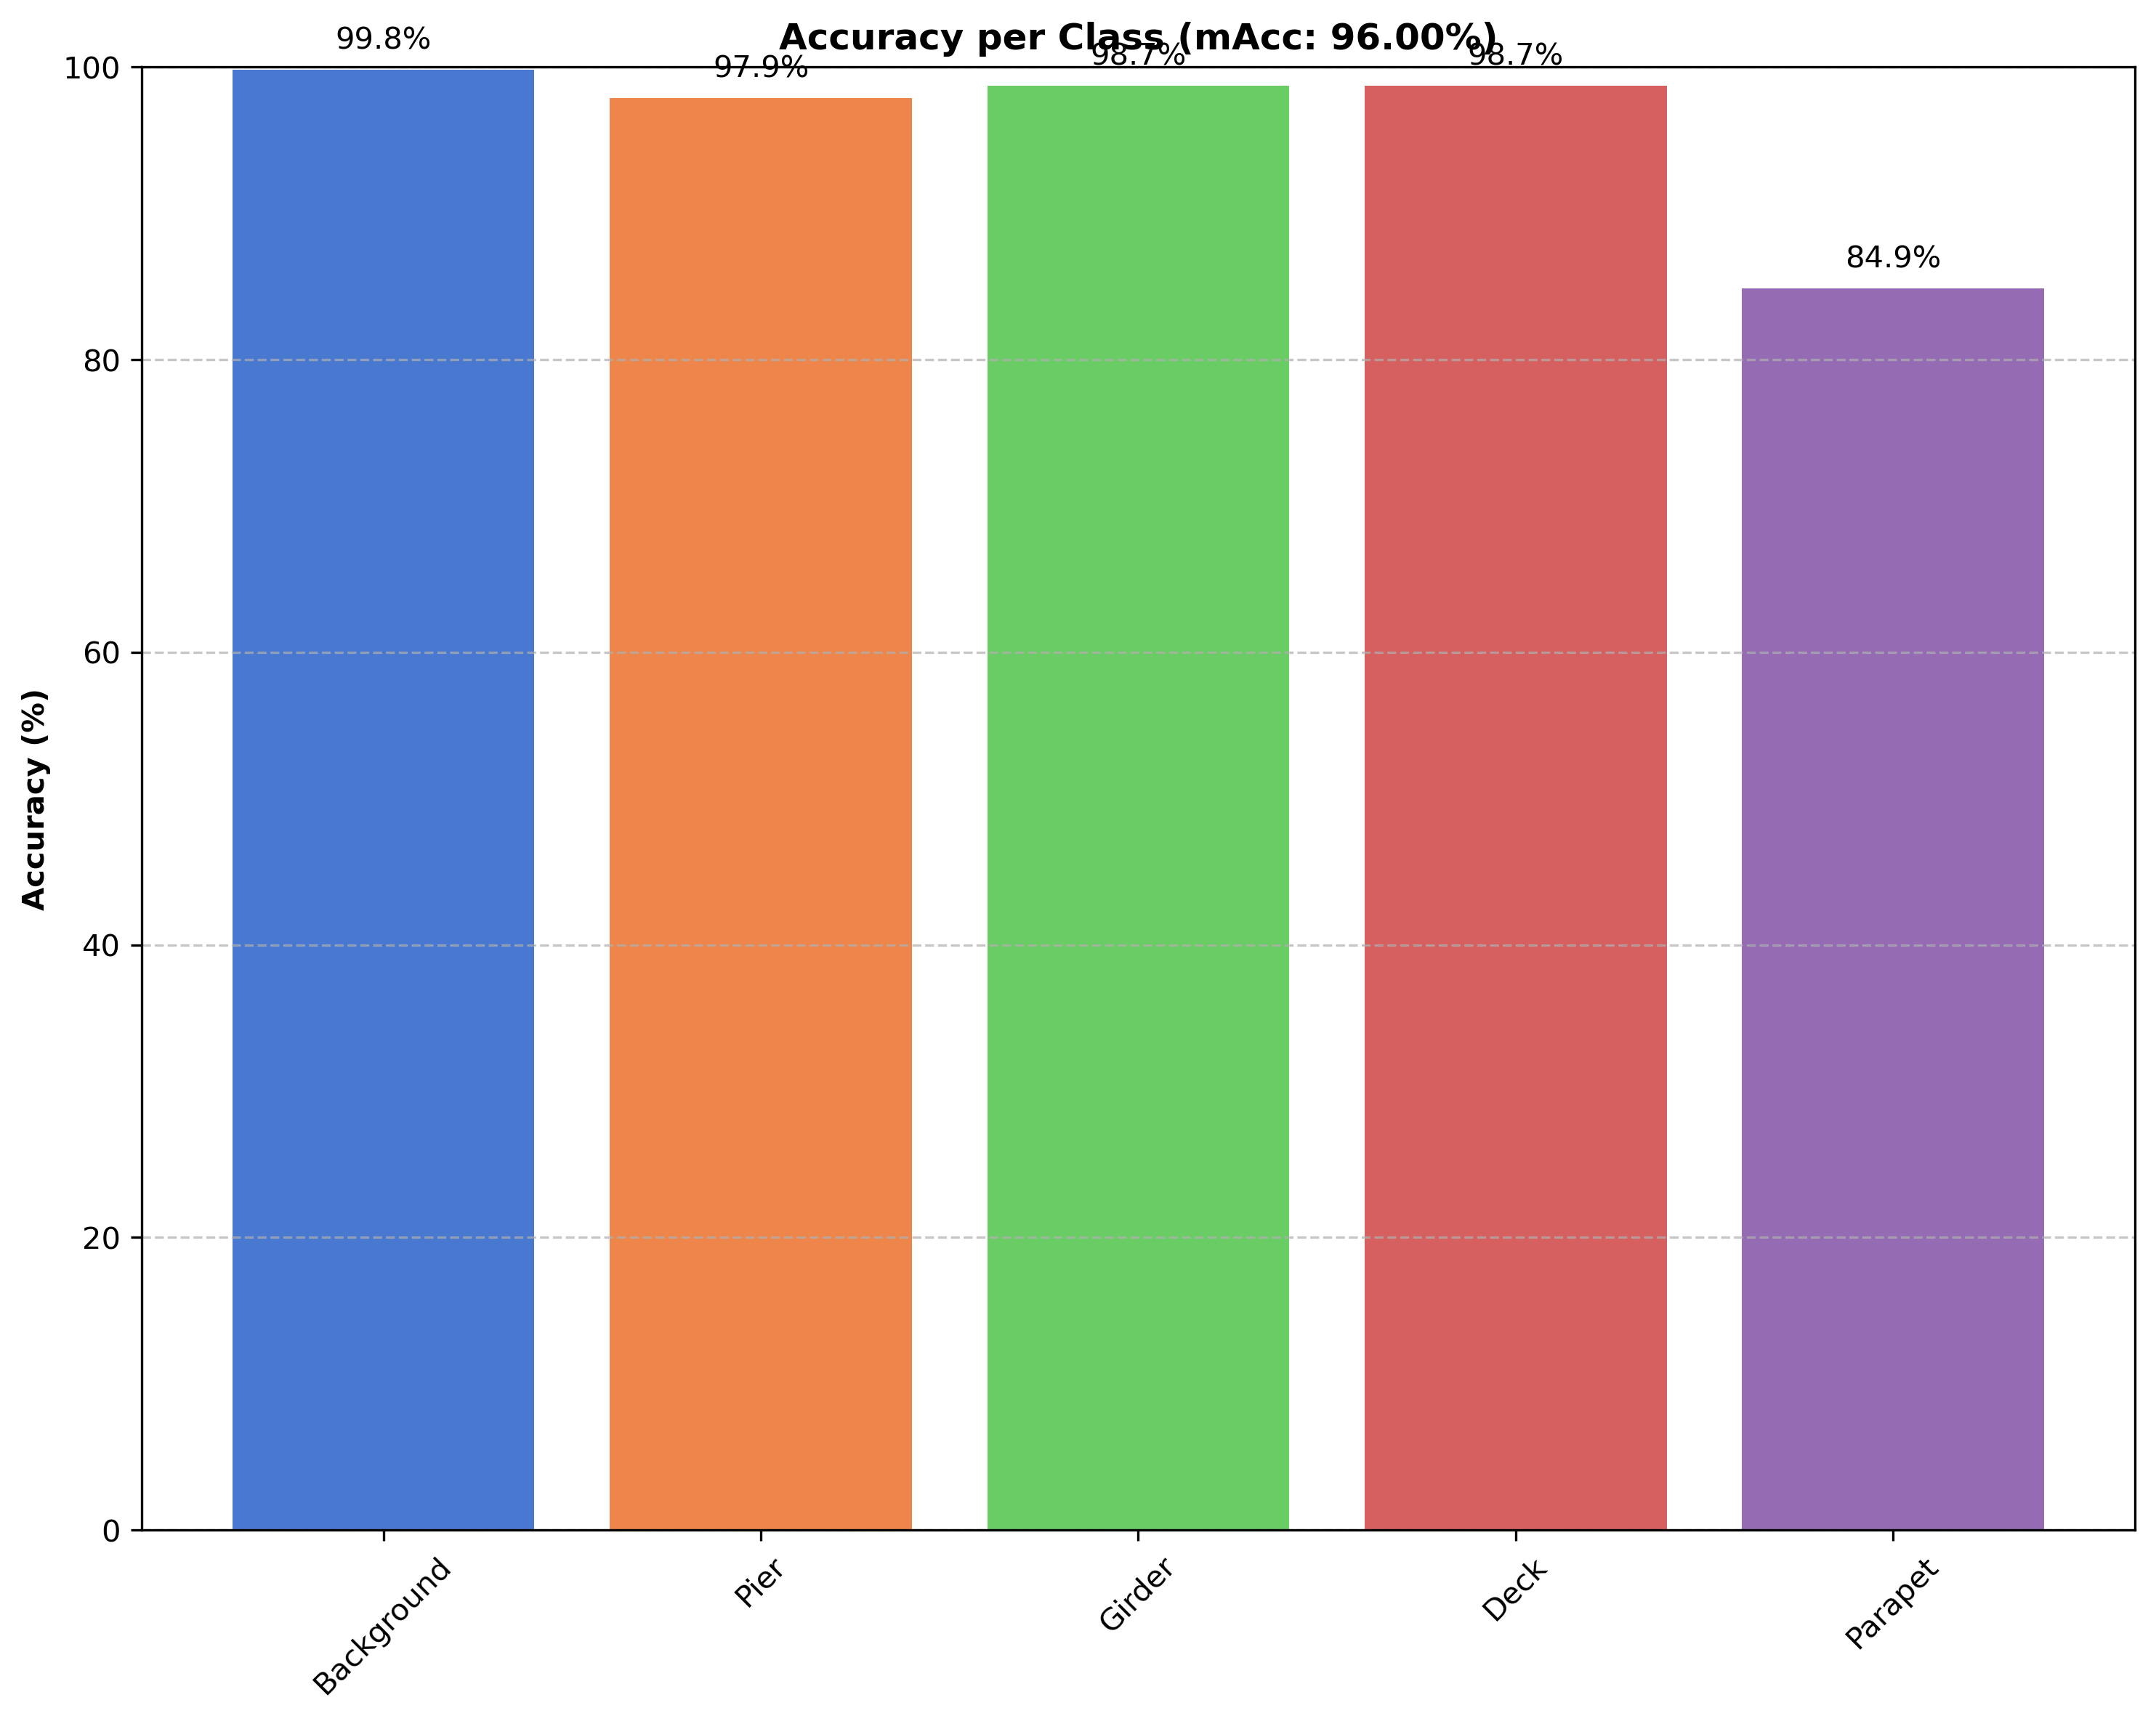 Accuracy per Class (mAcc: 96.00%)
99.8%
97.9%
98.7%
98.7%
84.9%
100
80
60
40
20
0
Accuracy (%)
Background
Pier
Girder
Deck
Parapet